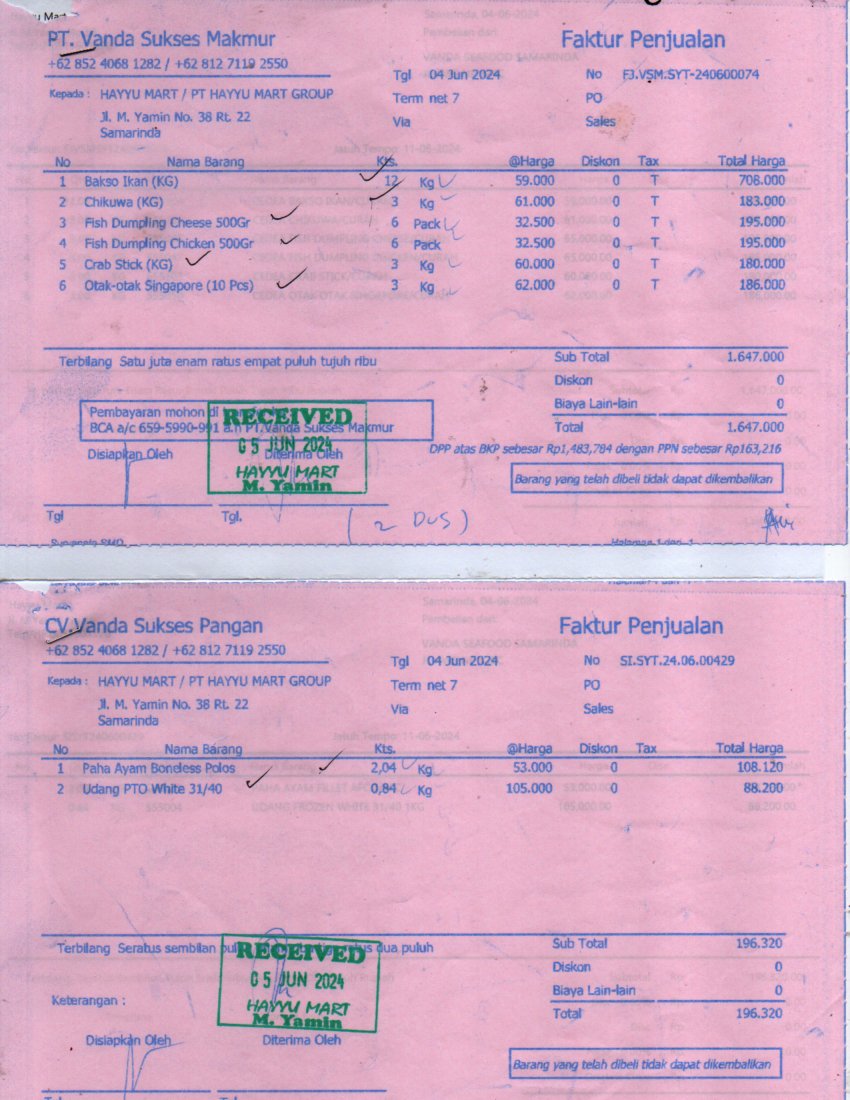 PT. Vanda Sukses Makmur
Faktur Penjualan
+62 852 4068 1282 / +62 812 7119 2550
Tgl 04 Jun 2024 No FJ.VSM.SYT-240600074
Kepada : HAYYU MART / PT HAYYU MART GROUP
Term net 7 PO
Jl. M. Yamin No. 38 Rt. 22
Samarinda
Via Sales
No Nama Barang Kts. @Harga Diskon Tax Total Harga
1 Bakso Ikan (KG) 12 Kg 59.000 0 T 708.000
2 Chikuwa (KG) 3 Kg 61.000 0 T 183.000
3 Fish Dumpling Cheese 500Gr 6 Pack 32.500 0 T 195.000
4 Fish Dumpling Chicken 500Gr 6 Pack 32.500 0 T 195.000
5 Crab Stick (KG) 3 Kg 60.000 0 T 180.000
6 Otak-otak Singapore (10 Pcs) 3 Kg 62.000 0 T 186.000
Terbilang Satu juta enam ratus empat puluh tujuh ribu
Sub Total 1.647.000
Diskon 0
Biaya Lain-lain 0
Total 1.647.000
Pembayaran mohon di
BCA a/c 659-5990-991 a.n PT.Vanda Sukses Makmur
RECEIVED
05 JUN 2024
HAYYU MART
M. Yamin
Disiapkan Oleh Diterima Oleh
DPP atas BKP sebesar Rp1,483,784 dengan PPN sebesar Rp163,216
Barang yang telah dibeli tidak dapat dikembalikan
Tgl Tgl.
(2 DUS)
Halaman 1 dari 1
CV.Vanda Sukses Pangan
Faktur Penjualan
+62 852 4068 1282 / +62 812 7119 2550
Tgl 04 Jun 2024 No SI.SYT.24.06.00429
Kepada : HAYYU MART / PT HAYYU MART GROUP
Term net 7 PO
Jl. M. Yamin No. 38 Rt. 22
Samarinda
Via Sales
No Nama Barang Kts. @Harga Diskon Tax Total Harga
1 Paha Ayam Boneless Polos 2,04 Kg 53.000 0 108.120
2 Udang PTO White 31/40 0,84 Kg 105.000 0 88.200
Terbilang Seratus sembilan ratus dua puluh
Sub Total 196.320
Diskon 0
Biaya Lain-lain 0
Total 196.320
RECEIVED
05 JUN 2024
HAYYU MART
M. Yamin
Keterangan :
Disiapkan Oleh Diterima Oleh
Barang yang telah dibeli tidak dapat dikembalikan